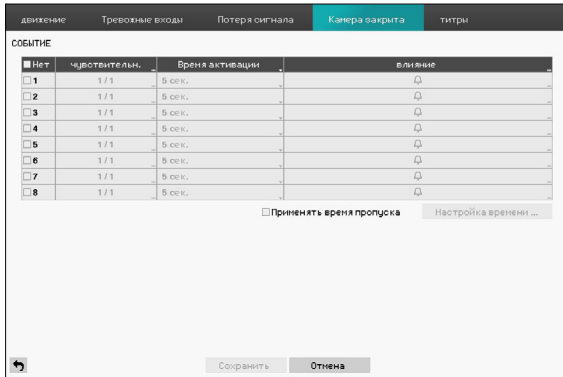 движение Тревожные входы Потеря сигнала Камера закрыта титры
СОБЫТИЕ
Нет чувствительн. Время активации влияние
1 1 / 1 5 сек.
2 1 / 1 5 сек.
3 1 / 1 5 сек.
4 1 / 1 5 сек.
5 1 / 1 5 сек.
6 1 / 1 5 сек.
7 1 / 1 5 сек.
8 1 / 1 5 сек.
Применять время пропуска Настройка времени ...
Сохранить Отмена